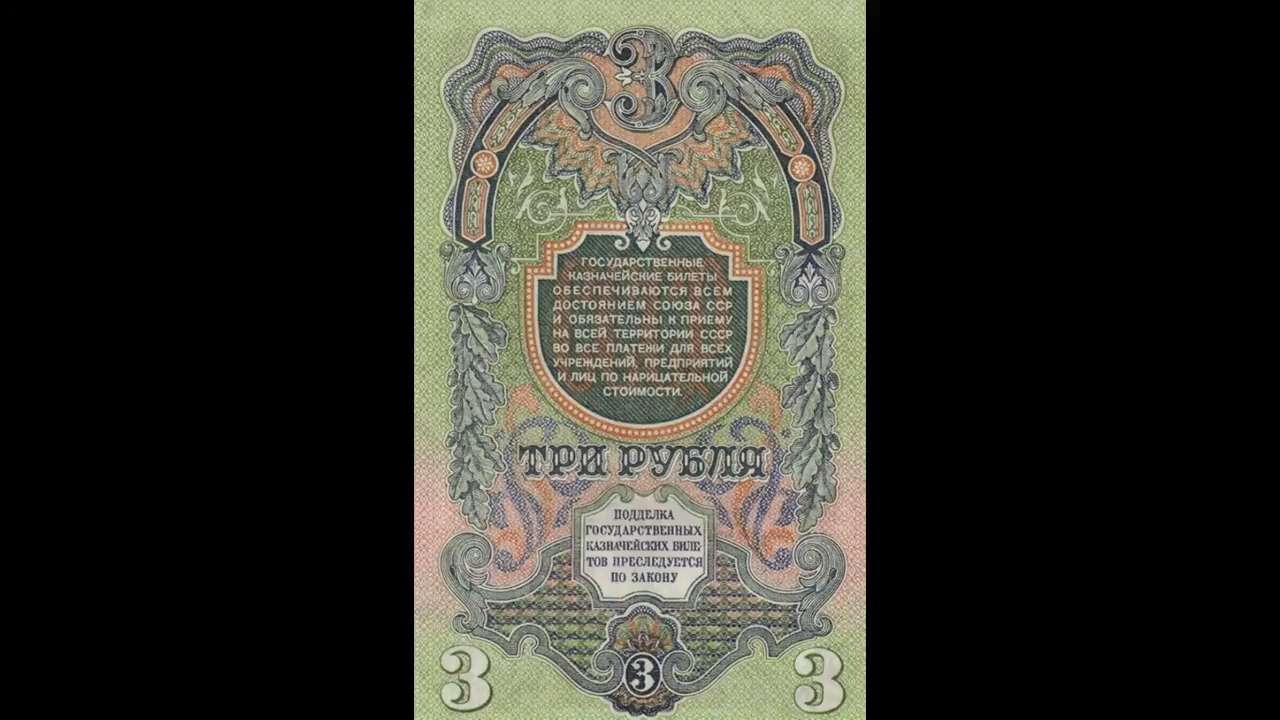 3
ГОСУДАРСТВЕННЫЕ
КАЗНАЧЕЙСКИЕ БИЛЕТЫ
ОБЕСПЕЧИВАЮТСЯ ВСЕМ
ДОСТОЯНИЕМ СОЮЗА ССР
И ОБЯЗАТЕЛЬНЫ К ПРИЕМУ
НА ВСЕЙ ТЕРРИТОРИИ СССР
ВО ВСЕ ПЛАТЕЖИ ДЛЯ ВСЕХ
УЧРЕЖДЕНИЙ, ПРЕДПРИЯТИЙ
И ЛИЦ ПО НАРИЦАТЕЛЬНОЙ
СТОИМОСТИ.
ТРИ РУБЛЯ
ПОДДЕЛКА
ГОСУДАРСТВЕННЫХ
КАЗНАЧЕЙСКИХ БИЛЕ-
ТОВ ПРЕСЛЕДУЕТСЯ
ПО ЗАКОНУ
3 3 3